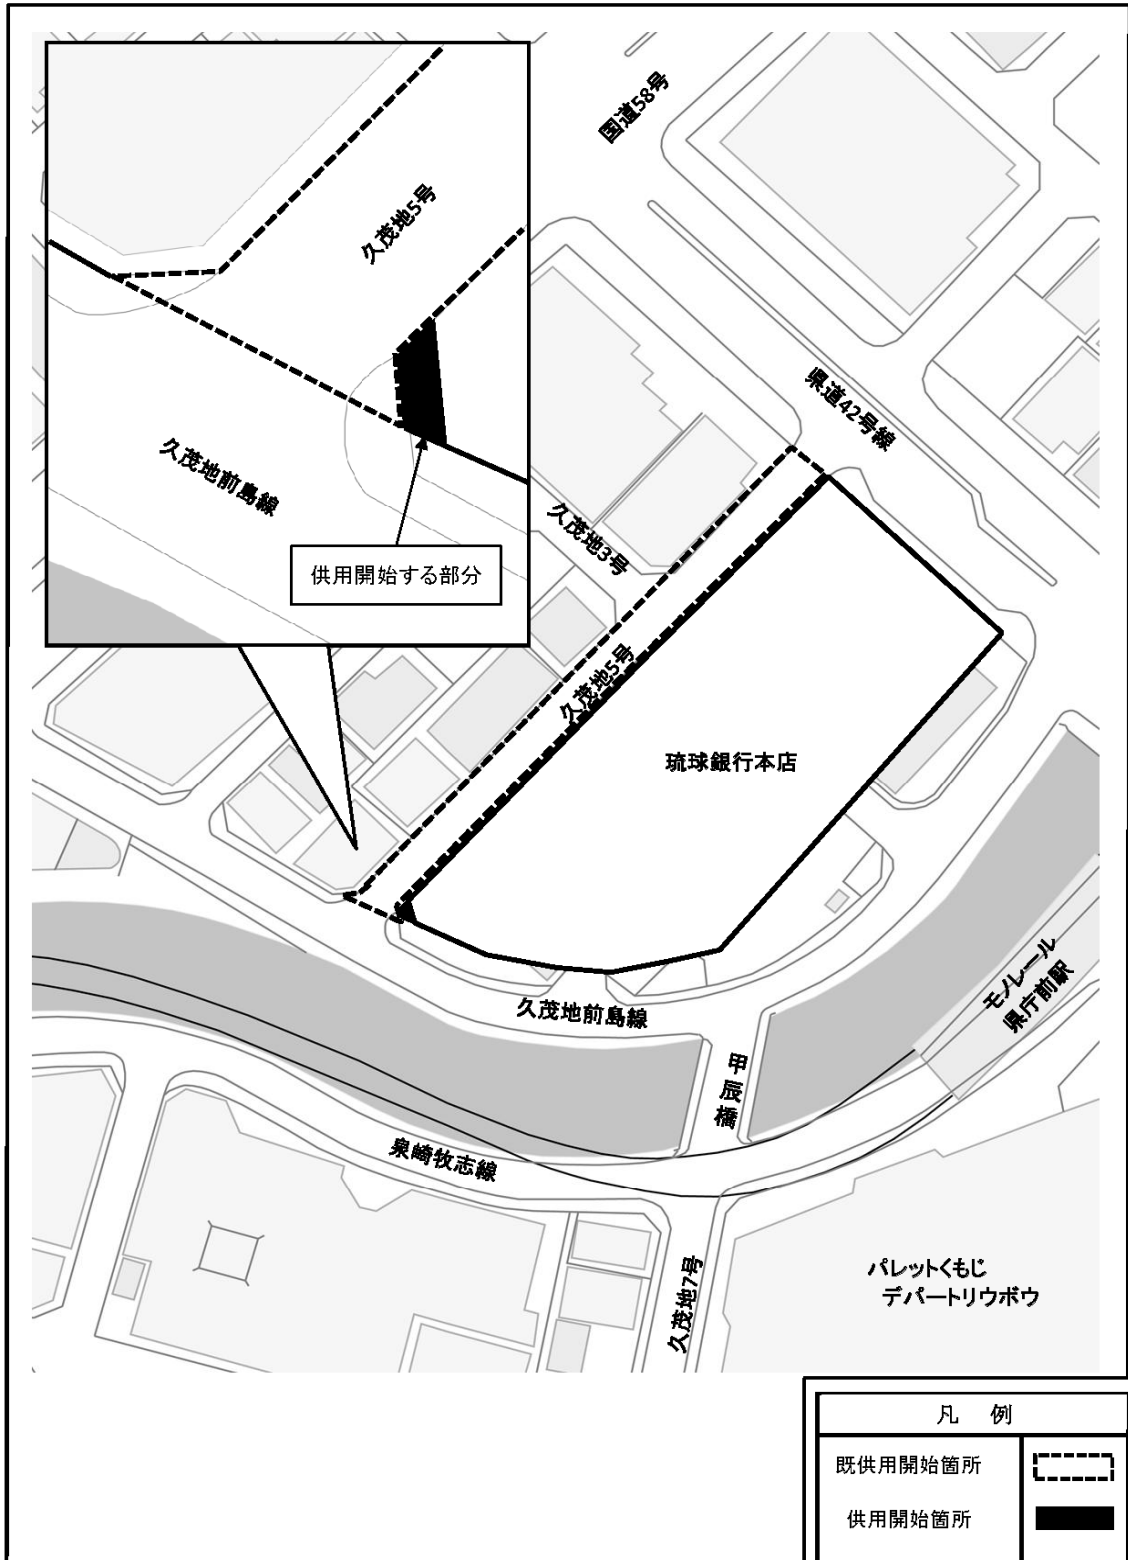 国道58号
久茂地5号
県道42号線
久茂地前島線
久茂地3号
供用開始する部分
久茂地5号
琉球銀行本店
モノレール
県庁前駅
久茂地前島線
甲辰橋
泉崎牧志線
久茂地7号
パレットくもじ
デパートリウボウ
凡 例
既供用開始箇所
供用開始箇所